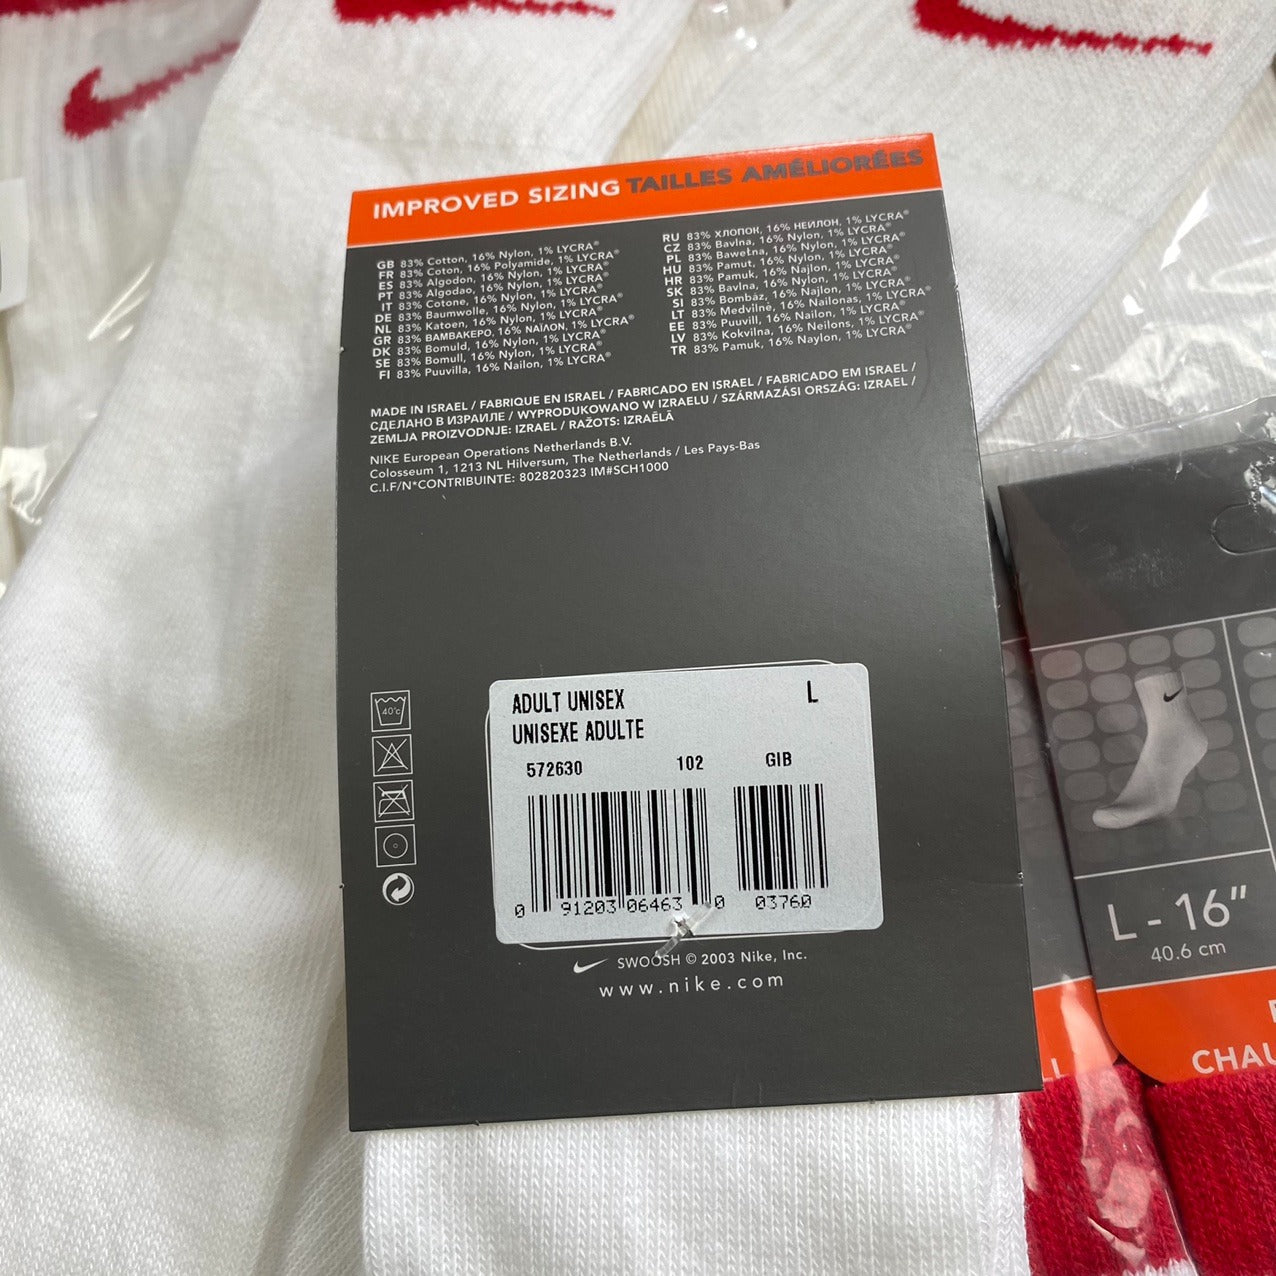 IMPROVED SIZING TAILLES AMÉLIORÉES
GB 83% Cotton, 16% Nylon, 1% LYCRA®
FR 83% Coton, 16% Polyamide, 1% LYCRA®
ES 83% Algodon, 16% Nylon, 1% LYCRA®
PT 83% Algodao, 16% Nylon, 1% LYCRA®
IT 83% Cotone, 16% Nylon, 1% LYCRA®
DE 83% Baumwolle, 16% Nylon, 1% LYCRA®
NL 83% Katoen, 16% Nylon, 1% LYCRA®
GR 83% ΒΑΜΒΑΚΕΡΟ, 16% ΝΑΪΛΟΝ, 1% LYCRA®
DK 83% Bomuld, 16% Nylon, 1% LYCRA®
SE 83% Bomull, 16% Nylon, 1% LYCRA®
FI 83% Puuvilla, 16% Nailon, 1% LYCRA®
RU 83% ХЛОПОК, 16% НЕЙЛОН, 1% LYCRA®
CZ 83% Bavlna, 16% Nylon, 1% LYCRA®
PL 83% Bawełna, 16% Nylon, 1% LYCRA®
HU 83% Pamut, 16% Nylon, 1% LYCRA®
HR 83% Pamuk, 16% Najlon, 1% LYCRA®
SK 83% Bavlna, 16% Nylon, 1% LYCRA®
SI 83% Bombáz, 16% Najlon, 1% LYCRA®
LT 83% Medvilnė, 16% Nailonas, 1% LYCRA®
EE 83% Puuvill, 16% Nailon, 1% LYCRA®
LV 83% Kokvilna, 16% Neilons, 1% LYCRA®
TR 83% Pamuk, 16% Naylon, 1% LYCRA®
MADE IN ISRAEL / FABRIQUE EN ISRAEL / FABRICADO EN ISRAEL / FABRICADO EM ISRAEL /
СДЕЛАНО В ИЗРАИЛЕ / WYPRODUKOWANO W IZRAELU / SZÁRMAZÁSI ORSZÁG: IZRAEL /
ZEMLJA PROIZVODNJE: IZRAEL / RAŽOTS: IZRAĒLĀ
NIKE European Operations Netherlands B.V.
Colosseum 1, 1213 NL Hilversum, The Netherlands / Les Pays-Bas
C.I.F/N*CONTRIBUINTE: 802820323 IM#SCH1000
40°c
ADULT UNISEX L
UNISEXE ADULTE
572630 102 GIB
0 91203 06463 0 03760
SWOOSH © 2003 Nike, Inc.
www.nike.com
L - 16"
40.6 cm
CHAU
LL